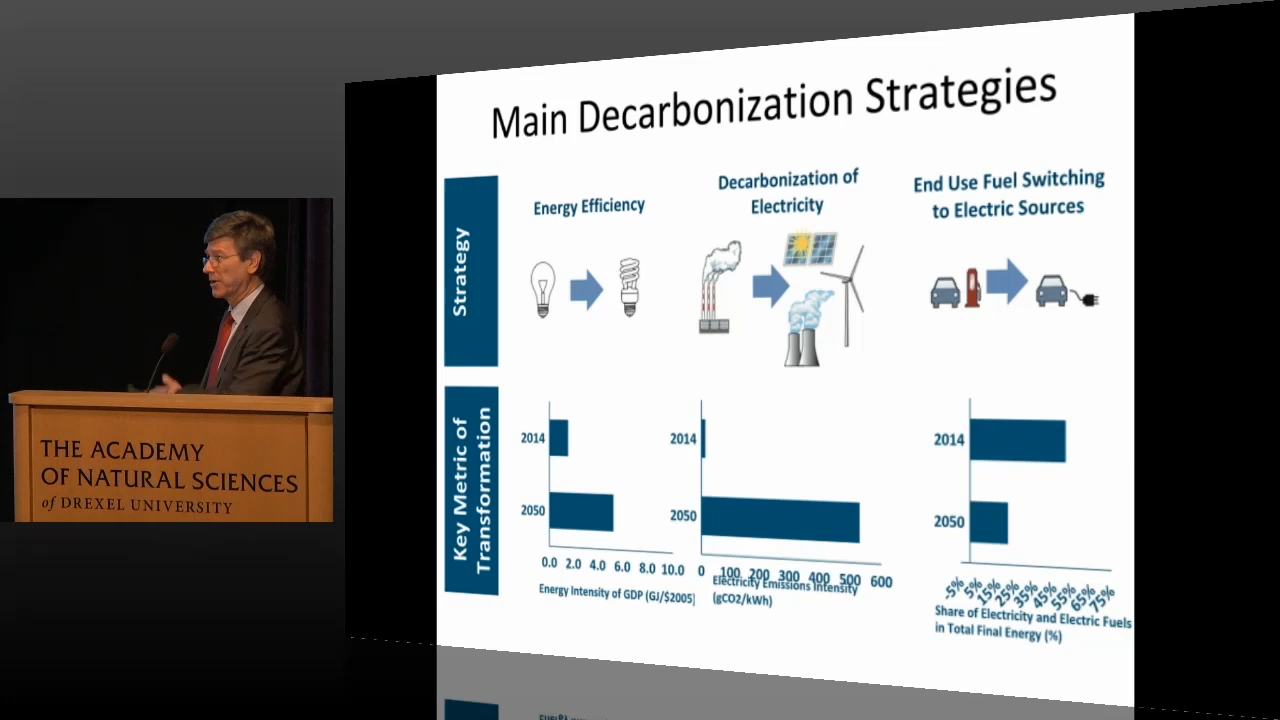 Main Decarbonization Strategies
Strategy
Energy Efficiency
Decarbonization of
Electricity
End Use Fuel Switching
to Electric Sources
Key Metric of
Transformation
2014
2050
0.0 2.0 4.0 6.0 8.0 10.0
Energy Intensity of GDP (GJ/$2005)
2014
2050
0 100 200 300 400 500 600
Electricity Emissions Intensity
(gCO2/kWh)
2014
2050
-5% 5% 15% 25% 35% 45% 55% 65% 75%
Share of Electricity and Electric Fuels
in Total Final Energy (%)
THE ACADEMY
OF NATURAL SCIENCES
of DREXEL UNIVERSITY